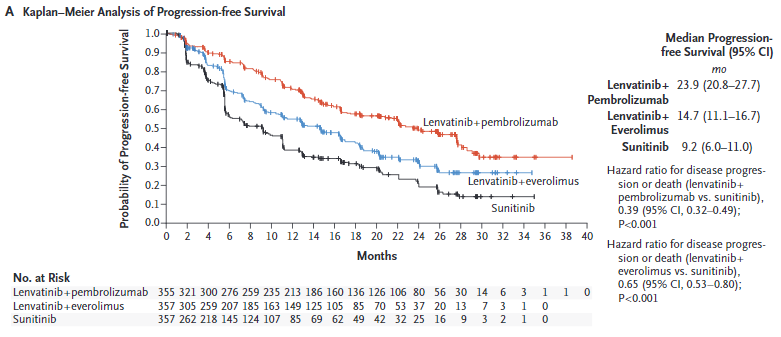 A Kaplan–Meier Analysis of Progression-free Survival
Probability of Progression-free Survival
1.0
0.9
0.8
0.7
0.6
0.5
0.4
0.3
0.2
0.1
0.0
0 2 4 6 8 10 12 14 16 18 20 22 24 26 28 30 32 34 36 38 40
Months
Lenvatinib+pembrolizumab
Lenvatinib+everolimus
Sunitinib
Median Progression-
free Survival (95% CI)
mo
Lenvatinib+ 23.9 (20.8–27.7)
Pembrolizumab
Lenvatinib+ 14.7 (11.1–16.7)
Everolimus
Sunitinib 9.2 (6.0–11.0)
Hazard ratio for disease progres-
sion or death (lenvatinib+
pembrolizumab vs. sunitinib),
0.39 (95% CI, 0.32–0.49);
P<0.001
Hazard ratio for disease progres-
sion or death (lenvatinib+
everolimus vs. sunitinib),
0.65 (95% CI, 0.53–0.80);
P<0.001
No. at Risk
Lenvatinib+pembrolizumab 355 321 300 276 259 235 213 186 160 136 126 106 80 56 30 14 6 3 1 1 0
Lenvatinib+everolimus 357 305 259 207 185 163 149 125 105 85 70 53 37 20 13 7 3 1 0
Sunitinib 357 262 218 145 124 107 85 69 62 49 42 32 25 16 9 3 2 1 0